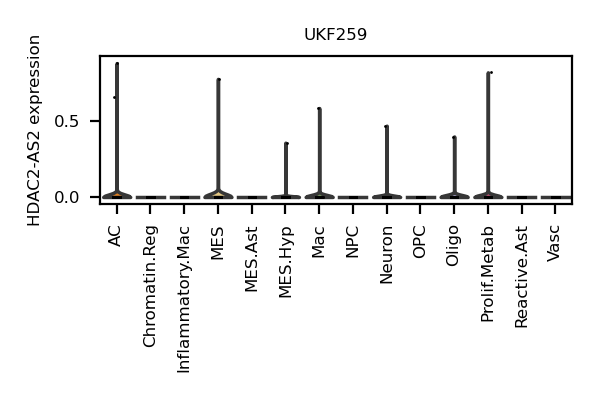 UKF259
HDAC2-AS2 expression
0.5
0.0
AC
Chromatin.Reg
Inflammatory.Mac
MES
MES.Ast
MES.Hyp
Mac
NPC
Neuron
OPC
Oligo
Prolif.Metab
Reactive.Ast
Vasc